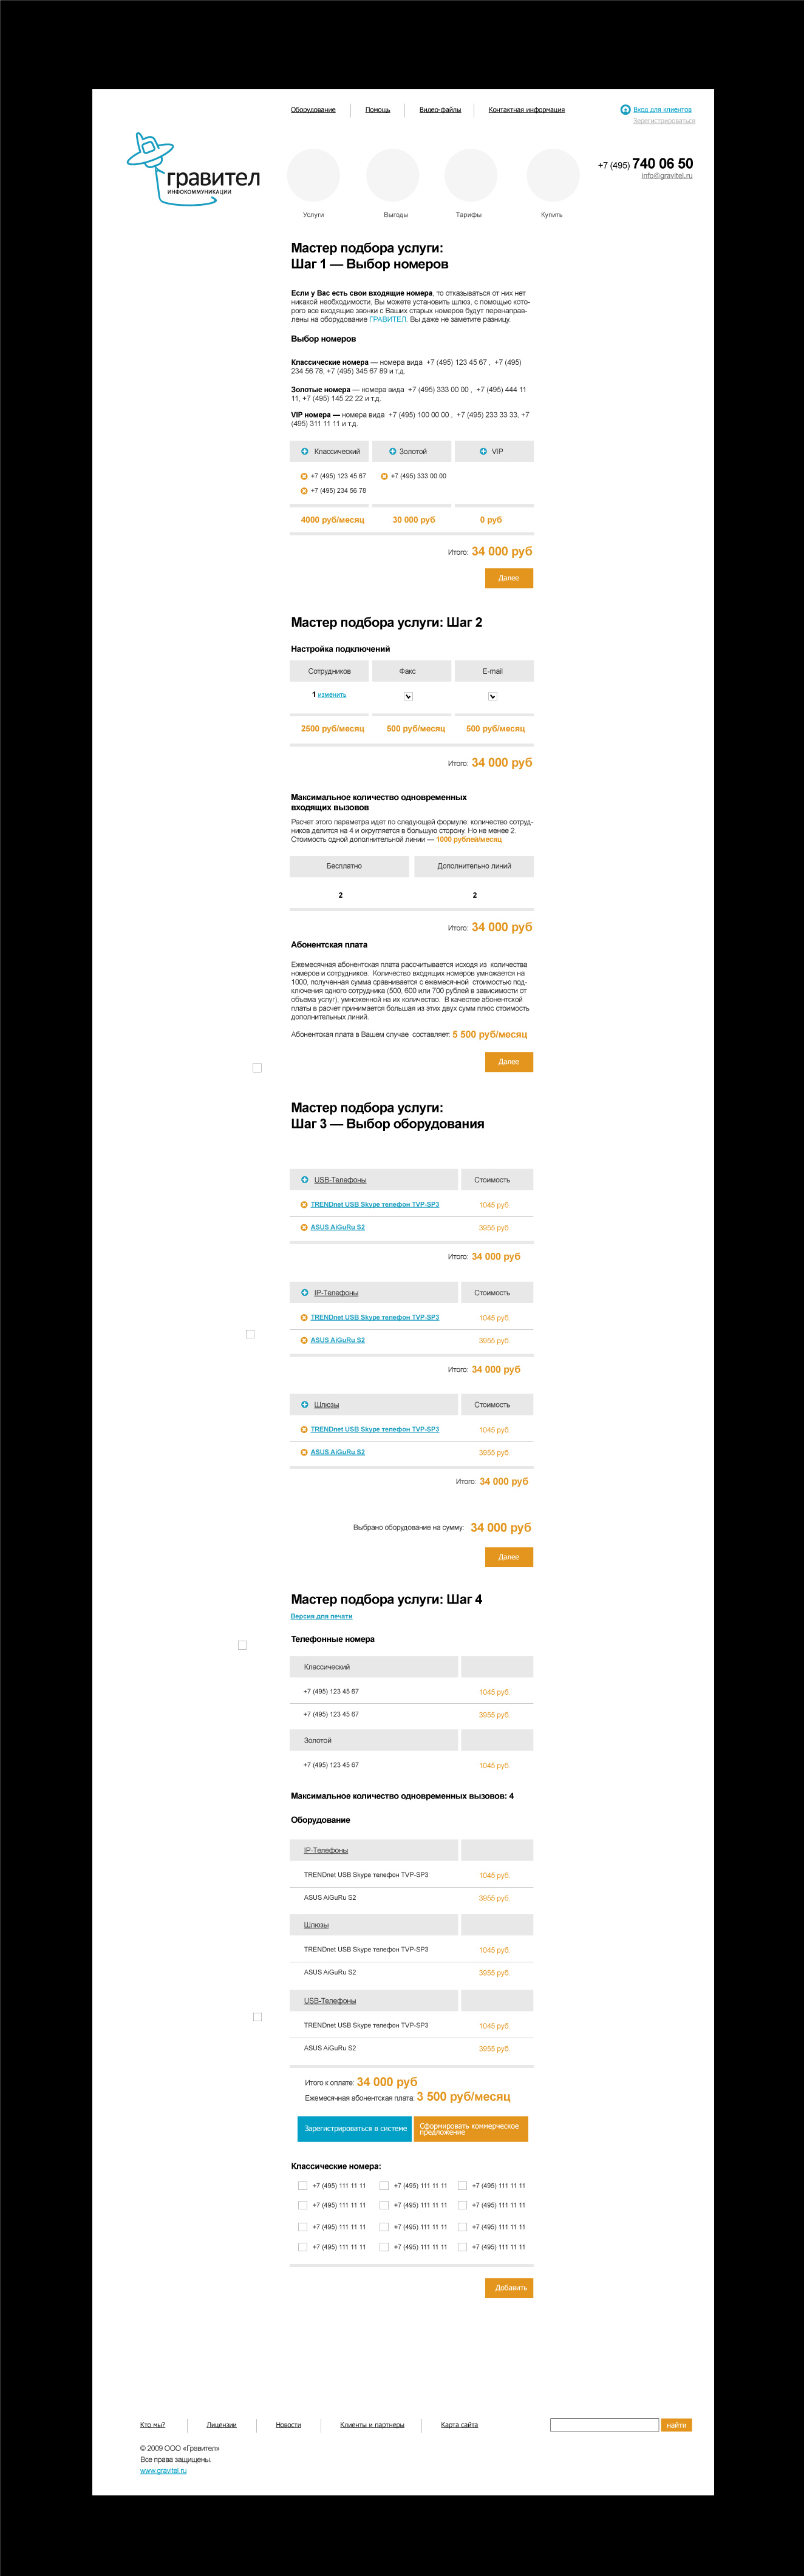 Оборудование
Помощь
Видео-файлы
Контактная информация
Вход для клиентов
Зарегистрироваться
гравител
ИНФОКОММУНИКАЦИИ
+7 (495) 740 06 50
info@gravitel.ru
Услуги
Выгоды
Тарифы
Купить
Мастер подбора услуги:
Шаг 1 — Выбор номеров
Если у Вас есть свои входящие номера, то отказываться от них нет
никакой необходимости, Вы можете установить шлюз, с помощью кото-
рого все входящие звонки с Ваших старых номеров будут перенаправ-
лены на оборудование ГРАВИТЕЛ. Вы даже не заметите разницу.
Выбор номеров
Классические номера — номера вида +7 (495) 123 45 67 , +7 (495)
234 56 78, +7 (495) 345 67 89 и т.д.
Золотые номера — номера вида +7 (495) 333 00 00 , +7 (495) 444 11
11, +7 (495) 145 22 22 и т.д.
VIP номера — номера вида +7 (495) 100 00 00 , +7 (495) 233 33 33, +7
(495) 311 11 11 и т.д.
Классический
Золотой
VIP
+7 (495) 123 45 67
+7 (495) 333 00 00
+7 (495) 234 56 78
4000 руб/месяц
30 000 руб
0 руб
Итого: 34 000 руб
Далее
Мастер подбора услуги: Шаг 2
Настройка подключений
Сотрудников
Факс
E-mail
1 изменить
2500 руб/месяц
500 руб/месяц
500 руб/месяц
Итого: 34 000 руб
Максимальное количество одновременных
входящих вызовов
Расчет этого параметра идет по следующей формуле: количество сотруд-
ников делится на 4 и округляется в большую сторону. Но не менее 2.
Стоимость одной дополнительной линии — 1000 рублей/месяц
Бесплатно
Дополнительно линий
2
2
Итого: 34 000 руб
Абонентская плата
Ежемесячная абонентская плата рассчитывается исходя из количества
номеров и сотрудников. Количество входящих номеров умножается на
1000, полученная сумма сравнивается с ежемесячной стоимостью под-
ключения одного сотрудника (500, 600 или 700 рублей в зависимости от
объема услуг), умноженной на их количество. В качестве абонентской
платы в расчет принимается большая из этих двух сумм плюс стоимость
дополнительных линий.
Абонентская плата в Вашем случае составляет: 5 500 руб/месяц
Далее
Мастер подбора услуги:
Шаг 3 — Выбор оборудования
USB-Телефоны
Стоимость
TRENDnet USB Skype телефон TVP-SP3
1045 руб.
ASUS AiGuRu S2
3955 руб.
Итого: 34 000 руб
IP-Телефоны
Стоимость
TRENDnet USB Skype телефон TVP-SP3
1045 руб.
ASUS AiGuRu S2
3955 руб.
Итого: 34 000 руб
Шлюзы
Стоимость
TRENDnet USB Skype телефон TVP-SP3
1045 руб.
ASUS AiGuRu S2
3955 руб.
Итого: 34 000 руб
Выбрано оборудование на сумму: 34 000 руб
Далее
Мастер подбора услуги: Шаг 4
Версия для печати
Телефонные номера
Классический
+7 (495) 123 45 67
1045 руб.
+7 (495) 123 45 67
3955 руб.
Золотой
+7 (495) 123 45 67
1045 руб.
Максимальное количество одновременных вызовов: 4
Оборудование
IP-Телефоны
TRENDnet USB Skype телефон TVP-SP3
1045 руб.
ASUS AiGuRu S2
3955 руб.
Шлюзы
TRENDnet USB Skype телефон TVP-SP3
1045 руб.
ASUS AiGuRu S2
3955 руб.
USB-Телефоны
TRENDnet USB Skype телефон TVP-SP3
1045 руб.
ASUS AiGuRu S2
3955 руб.
Итого к оплате: 34 000 руб
Ежемесячная абонентская плата: 3 500 руб/месяц
Зарегистрироваться в системе
Сформировать коммерческое
предложение
Классические номера:
+7 (495) 111 11 11
+7 (495) 111 11 11
+7 (495) 111 11 11
+7 (495) 111 11 11
+7 (495) 111 11 11
+7 (495) 111 11 11
+7 (495) 111 11 11
+7 (495) 111 11 11
+7 (495) 111 11 11
+7 (495) 111 11 11
+7 (495) 111 11 11
+7 (495) 111 11 11
Добавить
Кто мы?
Лицензии
Новости
Клиенты и партнеры
Карта сайта
найти
© 2009 ООО «Гравител»
Все права защищены.
www.gravitel.ru